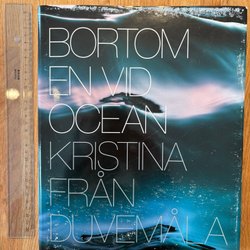 BORTOM
EN VID
OCEAN
KRISTINA
FRÅN
DUVEMÅLA